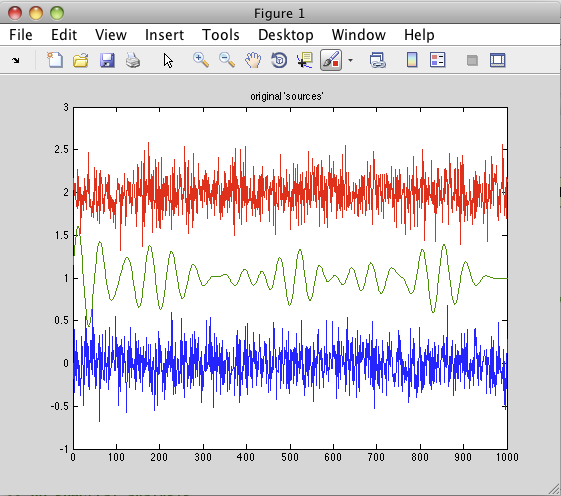 Figure 1
File Edit View Insert Tools Desktop Window Help
original 'sources'
3
2.5
2
1.5
1
0.5
0
-0.5
-1
0 100 200 300 400 500 600 700 800 900 1000